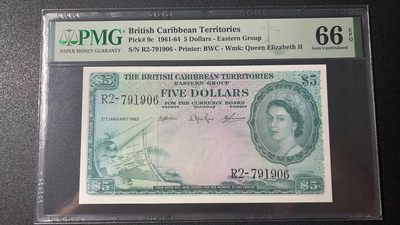 PMG
PAPER MONEY GUARANTY
British Caribbean Territories
Pick# 9c 1961-64 5 Dollars - Eastern Group
S/N R2-791906 - Printer: BWC - Wmk: Queen Elizabeth II
66 EPQ
Gem Uncirculated
THE BRITISH CARIBBEAN TERRITORIES
EASTERN GROUP
$5
$5
R2-791906
FIVE DOLLARS
FOR THE CURRENCY BOARD
2ND JANUARY 1962
R2-791906
$5
$5